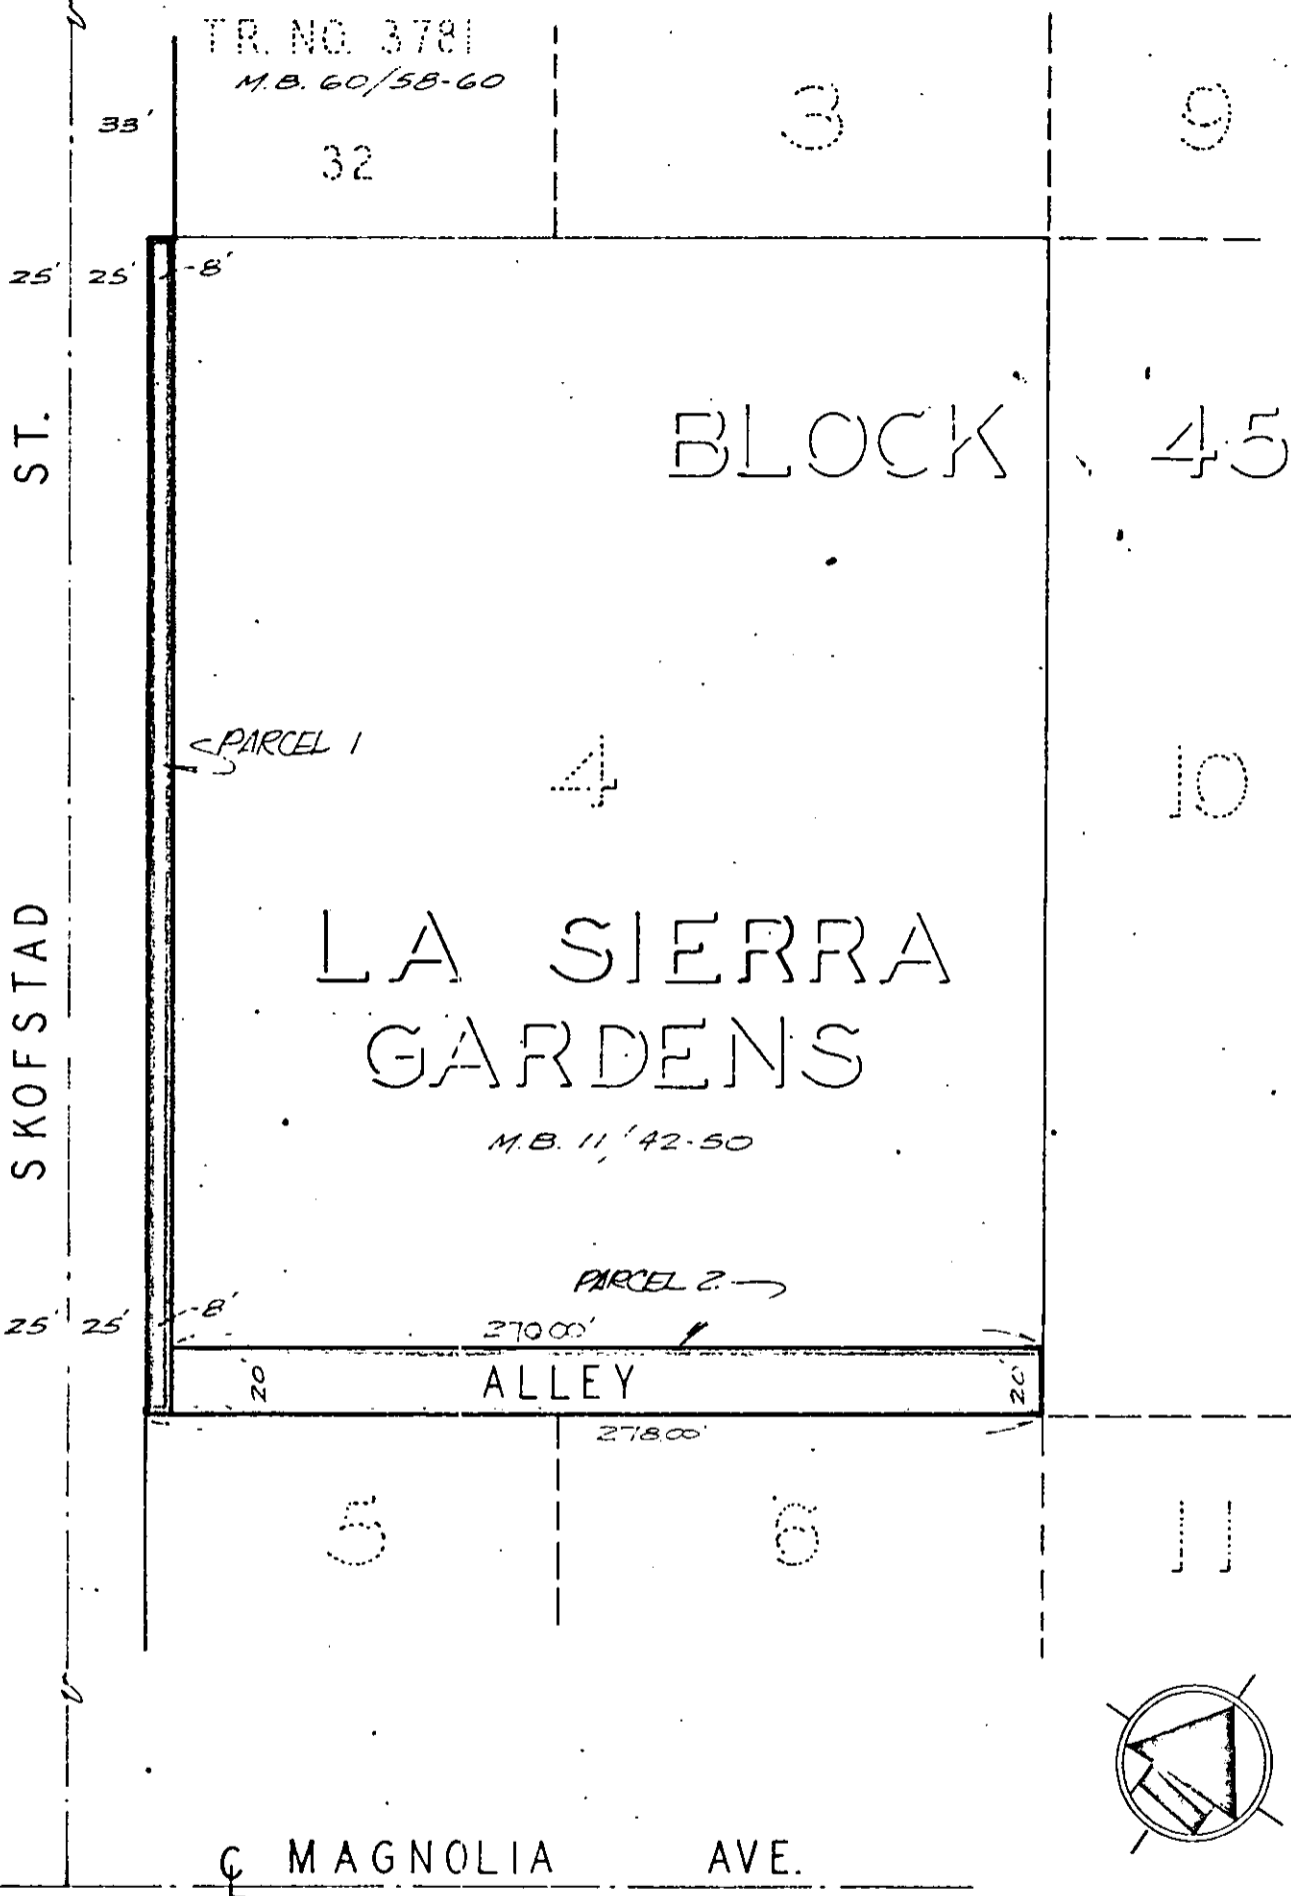 TR. NO. 3781
M.B. 60/58-60
33'
32
3
9
25' 25' 8'
BLOCK 45
SKOFSTAD ST.
PARCEL 1
4
10
LA SIERRA
GARDENS
M.B. 11/42-50
PARCEL 2
25' 25' 8'
270.00'
20' ALLEY 20'
278.00'
5
6
11
℄ MAGNOLIA AVE.